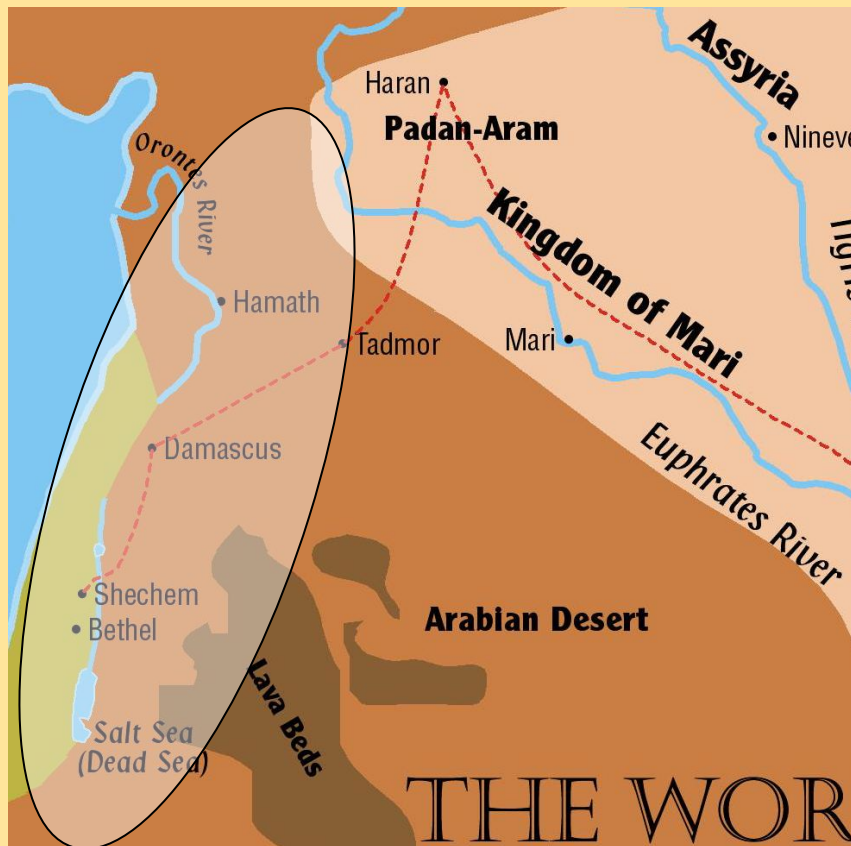 Assyria
Haran
Padan-Aram
Nineve
Orontes River
Kingdom of Mari
Tigris
Hamath
Tadmor
Mari
Damascus
Euphrates River
Shechem
Bethel
Arabian Desert
Lava Beds
Salt Sea
(Dead Sea)
THE WOR